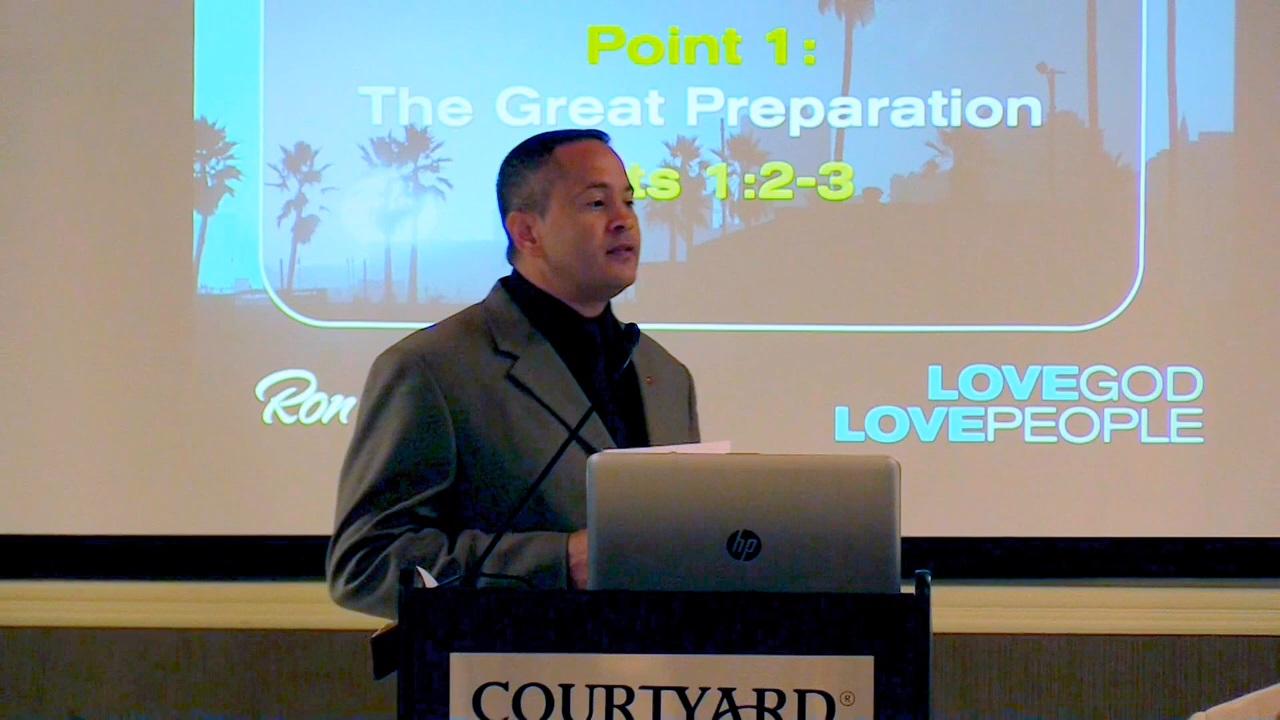 Point 1:
The Great Preparation
ts 1:2-3
Ron
LOVEGOD
LOVEPEOPLE
hp
COURTYARD®